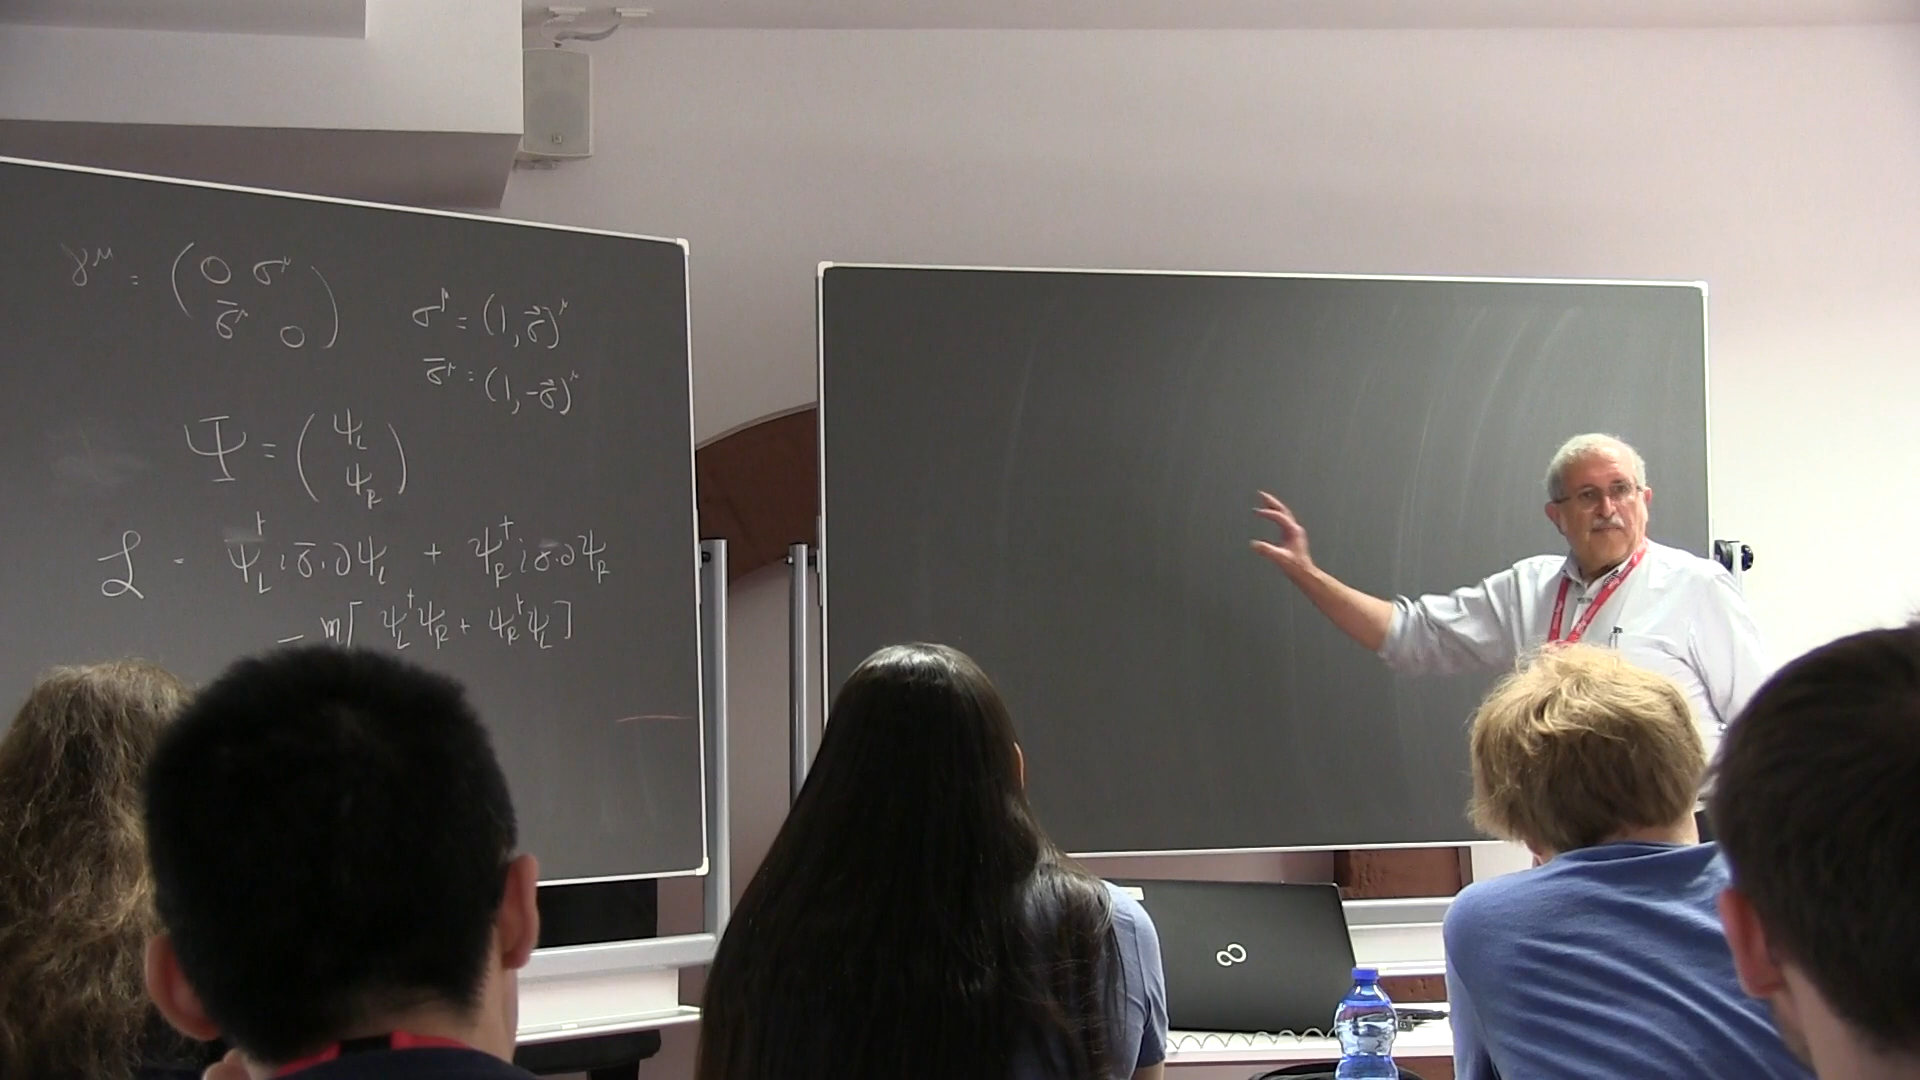 γ^μ = ( 0 σ^μ
σ̄^μ 0 )
σ^μ = (1, σ⃗)^μ
σ̄^μ = (1, -σ⃗)^μ
Ψ = ( ψ_L
ψ_R )
ℒ = ψ_L^† i σ̄·∂ ψ_L + ψ_R^† i σ·∂ ψ_R
- m[ ψ_L^† ψ_R + ψ_R^† ψ_L ]